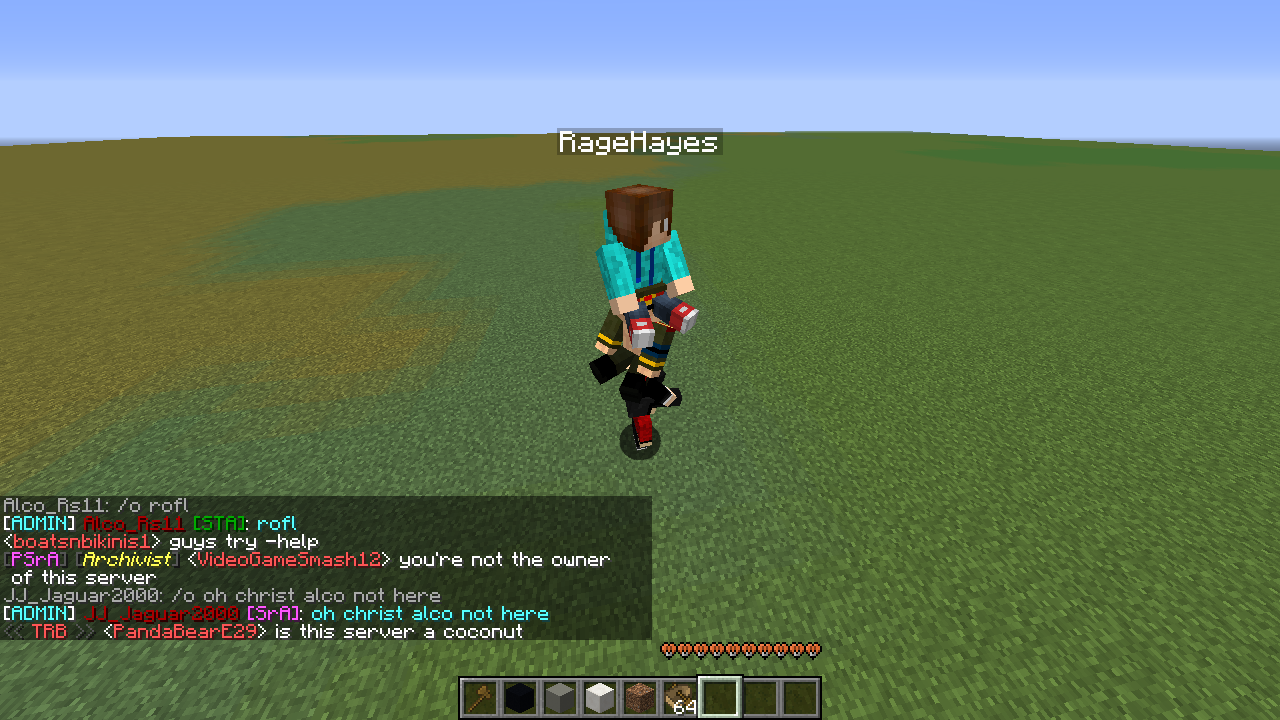 RageHayes
Alco_Rs11: /o rofl
[ADMIN] Alco_Rs11 [STA]: rofl
<boatsnbikinis1> guys try -help
[PSrA] [Archivist] <VideoGameSmash12> you're not the owner
of this server
JJ_Jaguar2000: /o oh christ alco not here
[ADMIN] JJ_Jaguar2000 [SrA]: oh christ alco not here
<< TRB >> <PandaBearE29> is this server a coconut
64